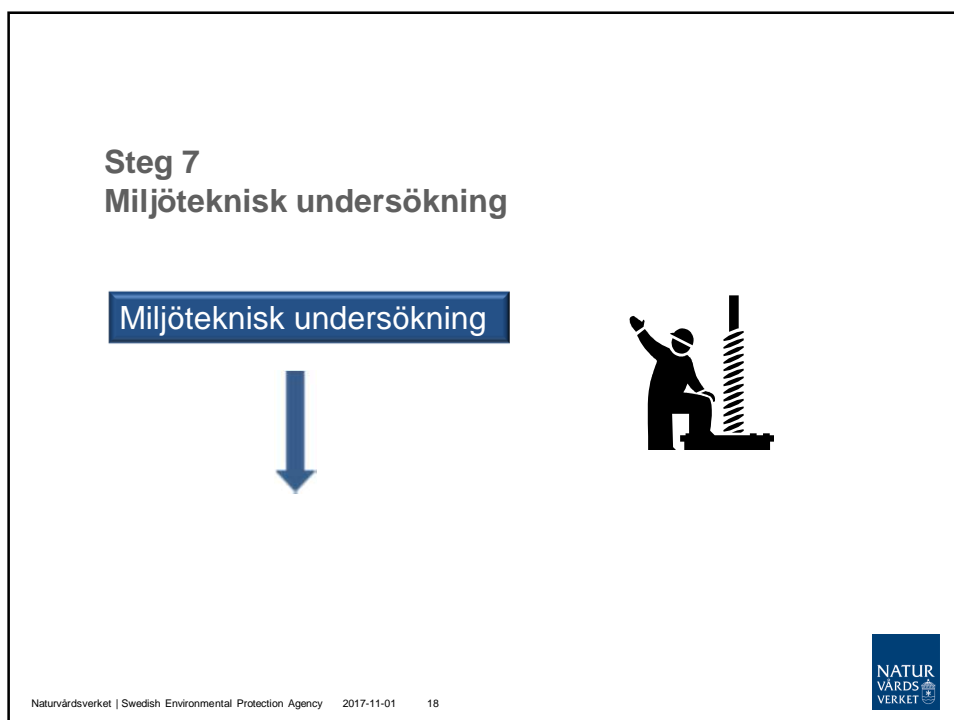 Steg 7
Miljöteknisk undersökning
Miljöteknisk undersökning
Naturvårdsverket | Swedish Environmental Protection Agency 2017-11-01 18
NATUR
VÅRDS
VERKET